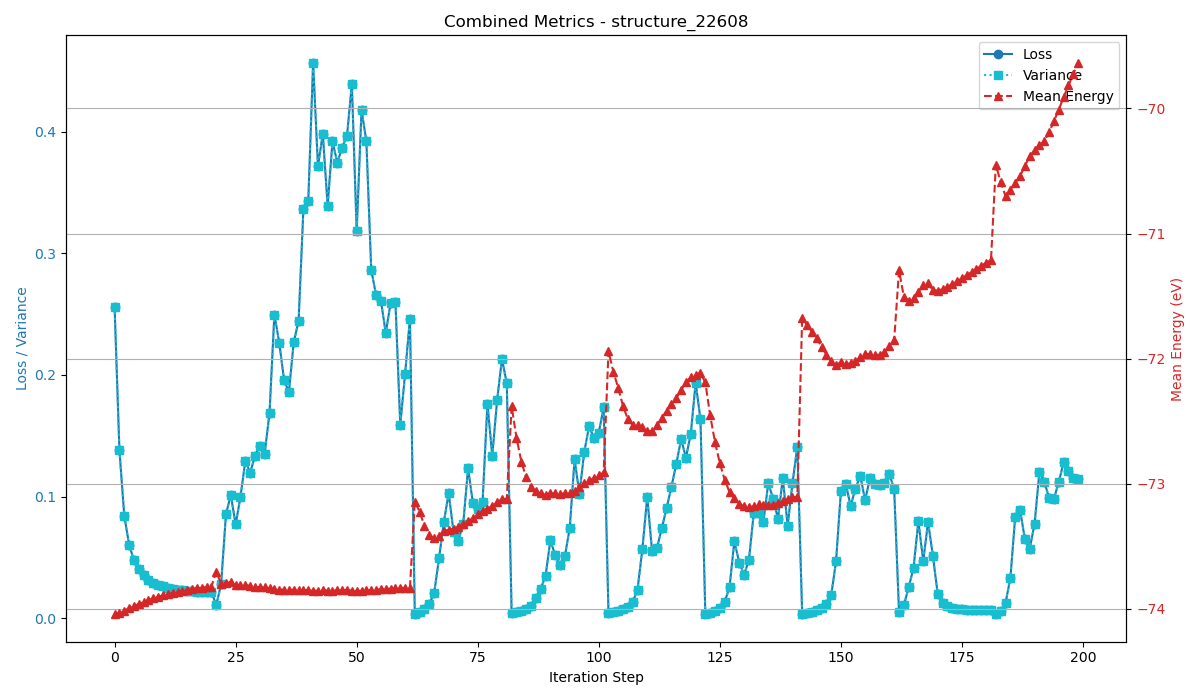 Combined Metrics - structure_22608
Loss
Variance
Mean Energy
0.4
0.3
0.2
0.1
0.0
Loss / Variance
−70
−71
−72
−73
−74
Mean Energy (eV)
0 25 50 75 100 125 150 175 200
Iteration Step